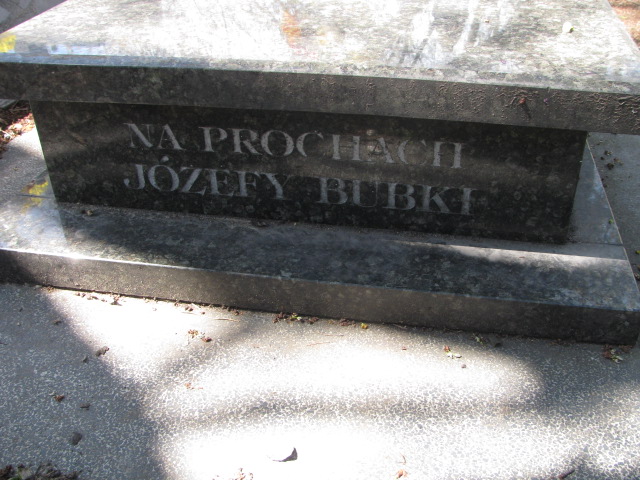 NA PROCHACH
JÓZEFY BUBKI